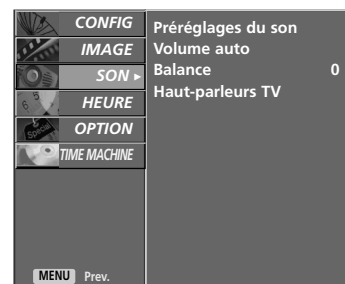 CONFIG
IMAGE
SON ▸
HEURE
OPTION
TIME MACHINE
Préréglages du son
Volume auto
Balance 0
Haut-parleurs TV
MENU Prev.